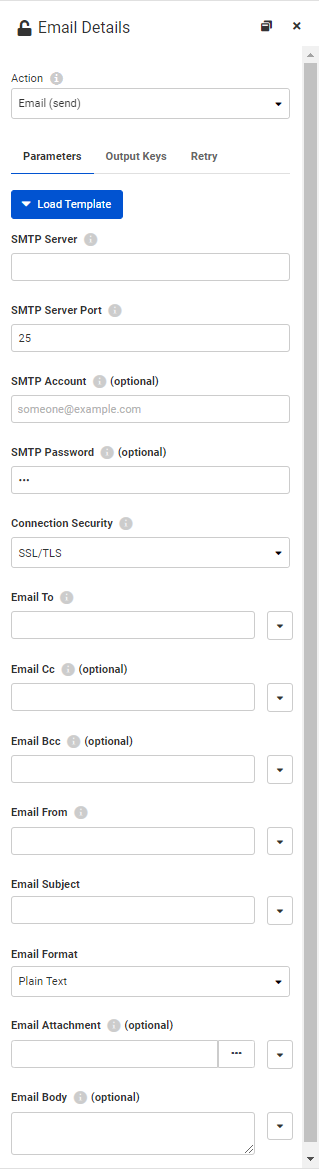 Email Details
Action
Email (send)
Parameters Output Keys Retry
Load Template
SMTP Server
SMTP Server Port
25
SMTP Account (optional)
someone@example.com
SMTP Password (optional)
•••
Connection Security
SSL/TLS
Email To
Email Cc (optional)
Email Bcc (optional)
Email From
Email Subject
Email Format
Plain Text
Email Attachment (optional)
•••
Email Body (optional)